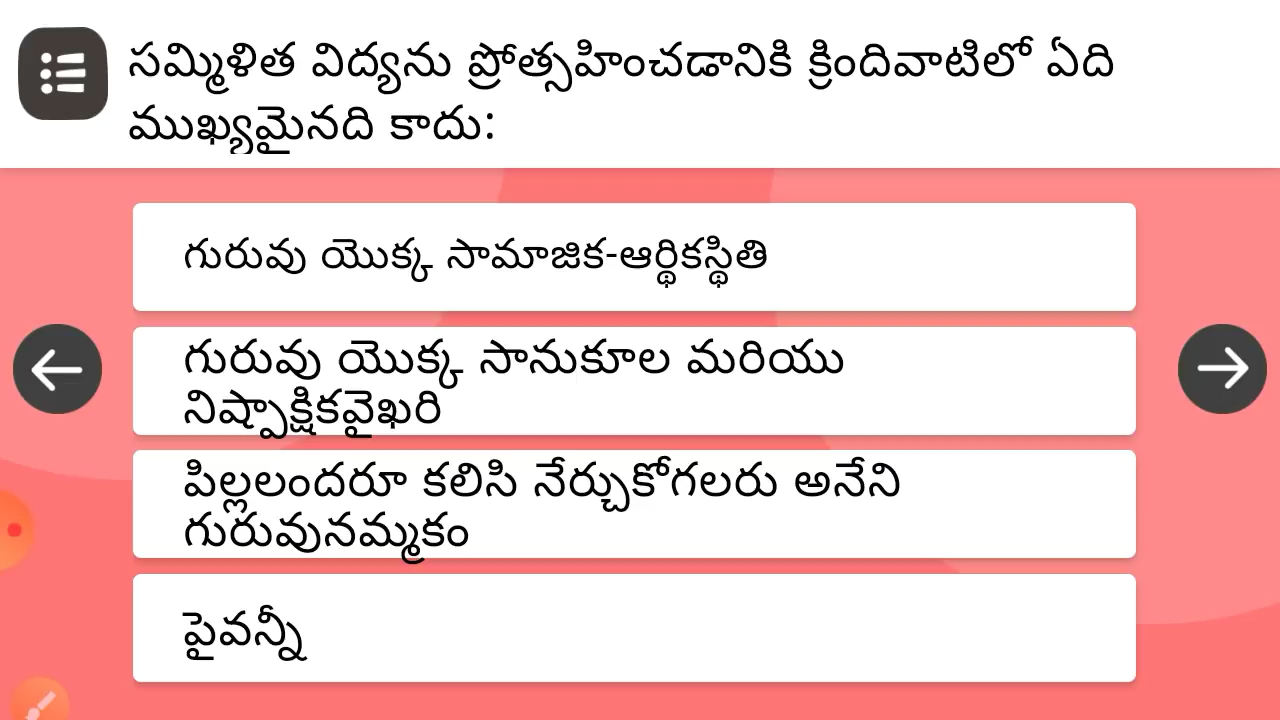 సమ్మిళిత విద్యను ప్రోత్సహించడానికి క్రిందివాటిలో ఏది
ముఖ్యమైనది కాదు:
గురువు యొక్క సామాజిక-ఆర్థికస్థితి
గురువు యొక్క సానుకూల మరియు
నిష్పాక్షికవైఖరి
పిల్లలందరూ కలిసి నేర్చుకోగలరు అనేని
గురువునమ్మకం
పైవన్నీ